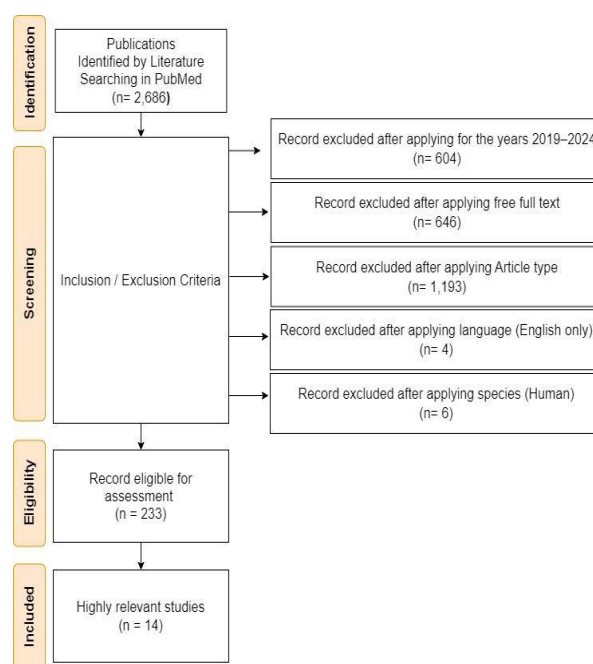 Identification
Publications
Identified by Literature
Searching in PubMed
(n= 2,686)
Screening
Inclusion / Exclusion Criteria
Record excluded after applying for the years 2019–2024
(n= 604)
Record excluded after applying free full text
(n= 646)
Record excluded after applying Article type
(n= 1,193)
Record excluded after applying language (English only)
(n= 4)
Record excluded after applying species (Human)
(n= 6)
Eligibility
Record eligible for
assessment
(n = 233)
Included
Highly relevant studies
(n = 14)